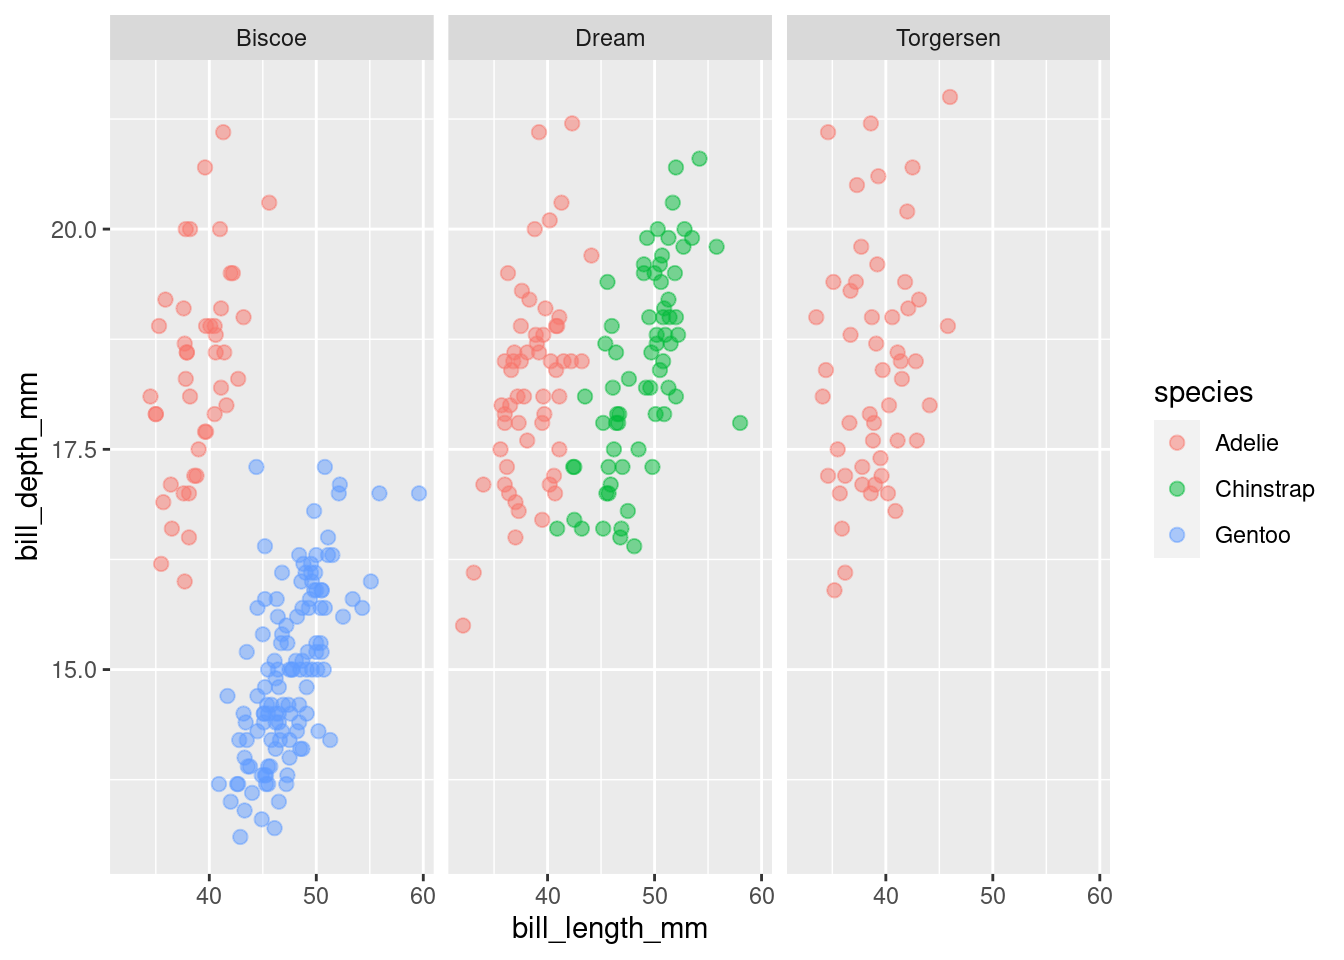 Biscoe
Dream
Torgersen
bill_depth_mm
20.0
17.5
15.0
40 50 60
40 50 60
40 50 60
bill_length_mm
species
Adelie
Chinstrap
Gentoo